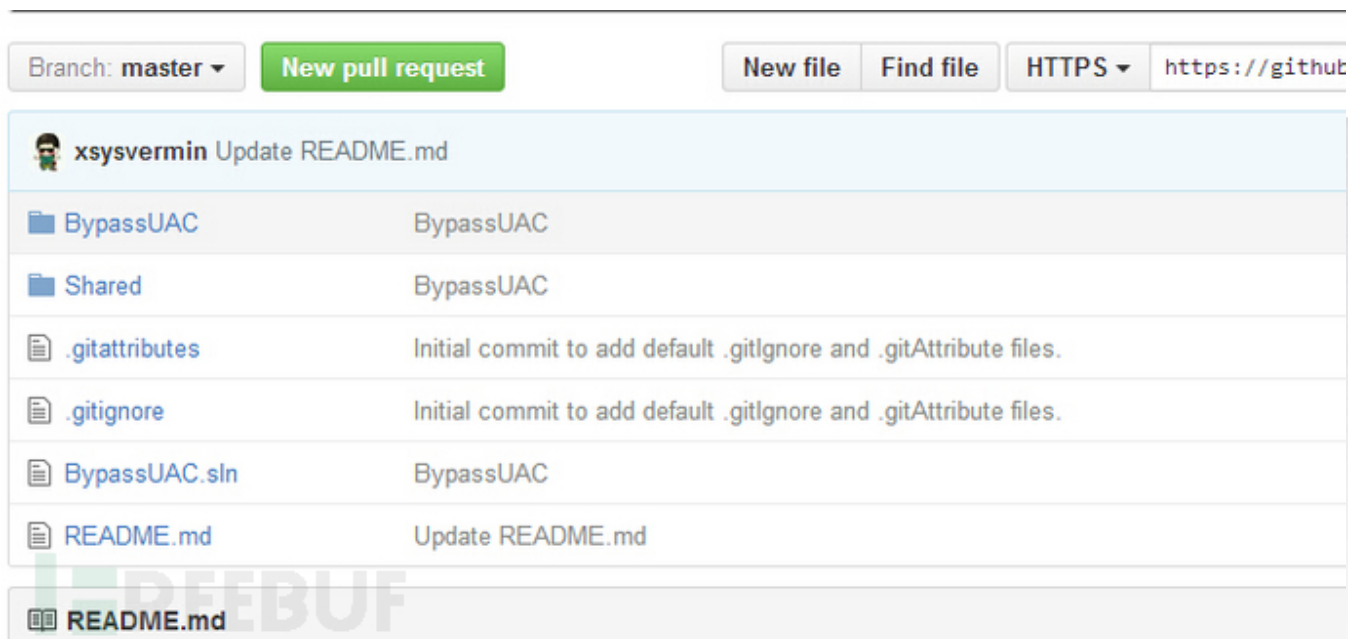 Branch: master New pull request New file Find file HTTPS https://github
xsysvermin Update README.md
BypassUAC BypassUAC
Shared BypassUAC
.gitattributes Initial commit to add default .gitIgnore and .gitAttribute files.
.gitignore Initial commit to add default .gitIgnore and .gitAttribute files.
BypassUAC.sln BypassUAC
README.md Update README.md
REEBUF
README.md